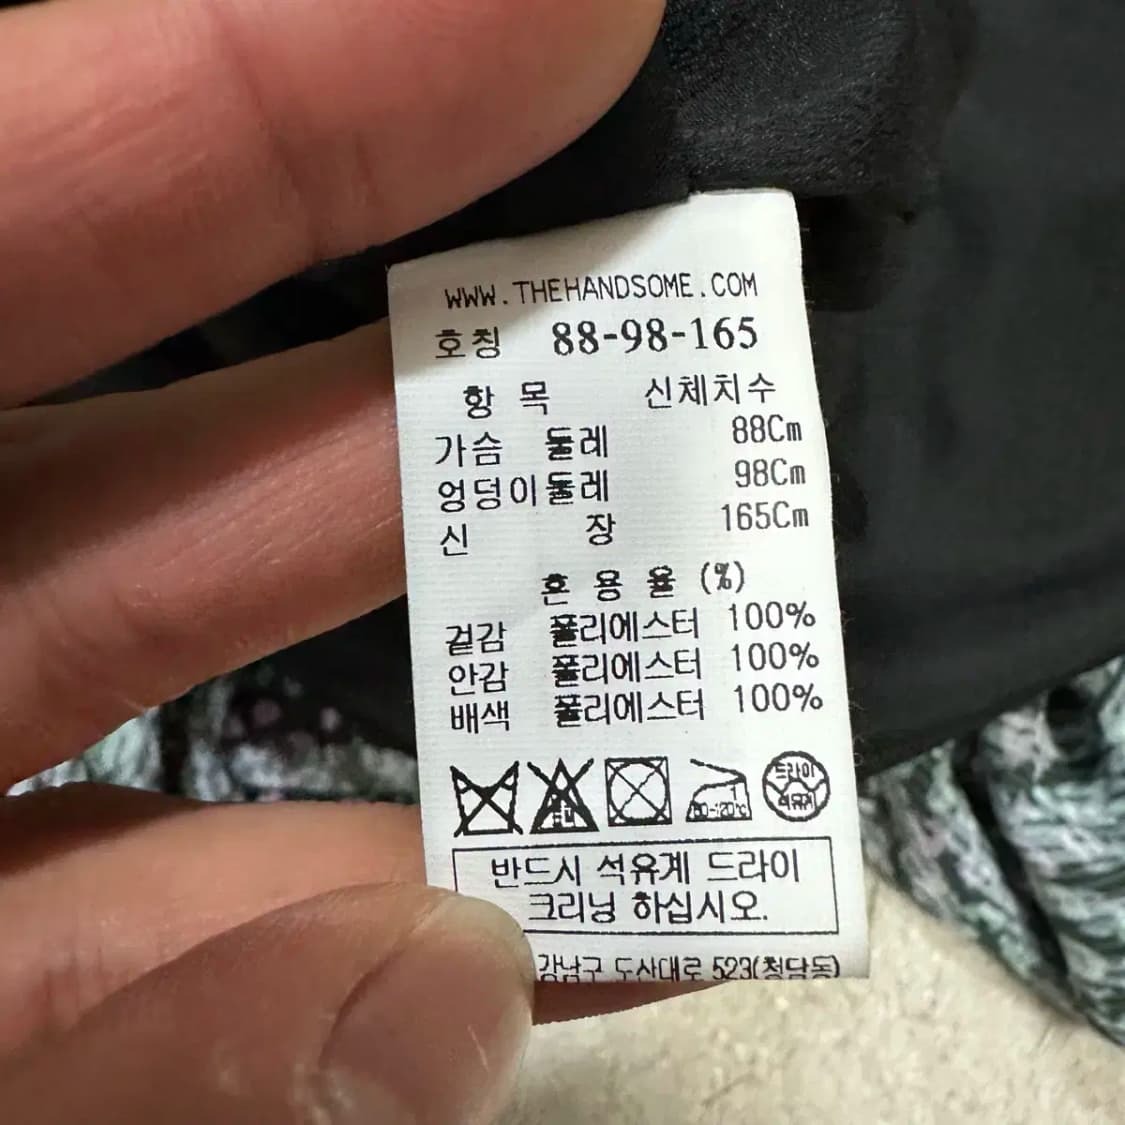 WWW.THEHANDSOME.COM
호칭 88-98-165
항 목 신체치수
가슴 둘레 88Cm
엉덩이둘레 98Cm
신 장 165Cm
혼 용 율 (%)
겉감 폴리에스터 100%
안감 폴리에스터 100%
배색 폴리에스터 100%
80-120℃
드라이
석유계
반드시 석유계 드라이
크리닝 하십시오.
강남구 도산대로 523(청담동)